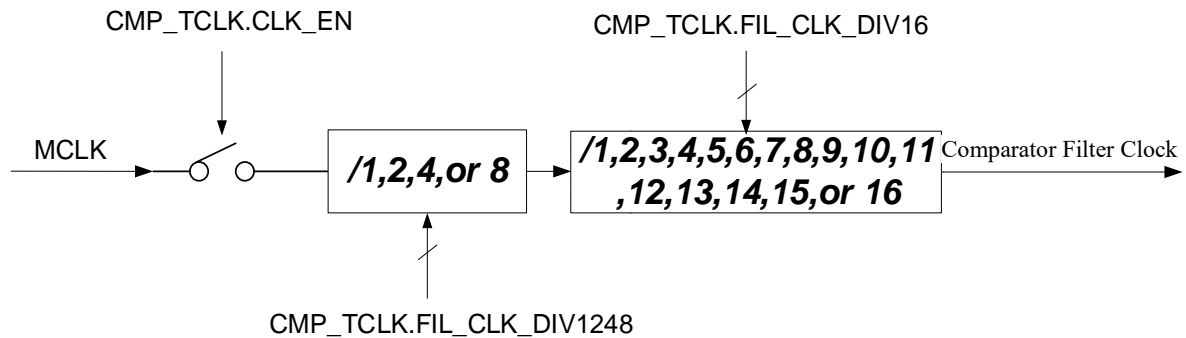 CMP_TCLK.CLK_EN
CMP_TCLK.FIL_CLK_DIV16
MCLK
/1,2,4,or 8
/1,2,3,4,5,6,7,8,9,10,11
,12,13,14,15,or 16
Comparator Filter Clock
CMP_TCLK.FIL_CLK_DIV1248